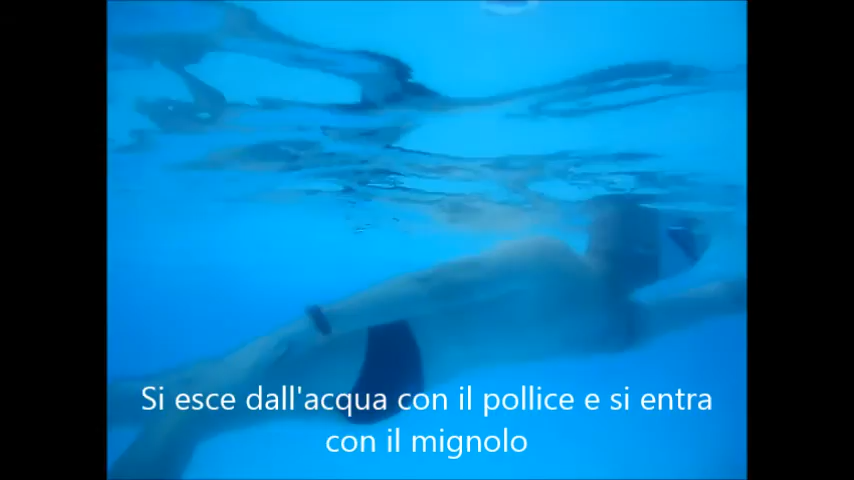 Si esce dall'acqua con il pollice e si entra
con il mignolo